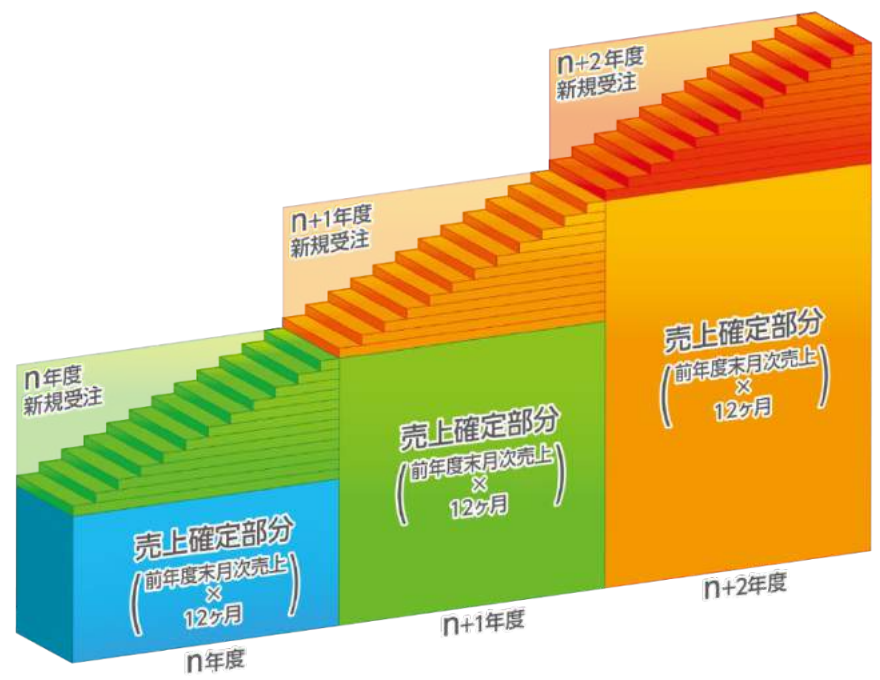 n+2年度
新規受注
n+1年度
新規受注
n年度
新規受注
売上確定部分
(前年度末月次売上
×
12ヶ月)
売上確定部分
(前年度末月次売上
×
12ヶ月)
売上確定部分
(前年度末月次売上
×
12ヶ月)
n年度
n+1年度
n+2年度